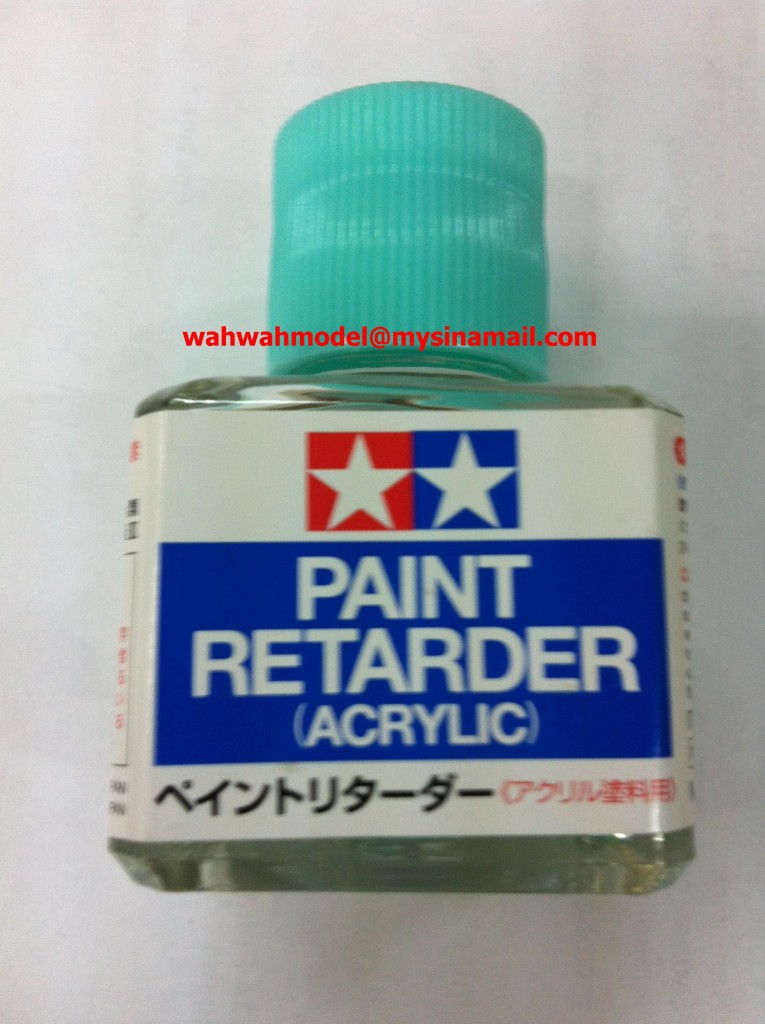 wahwahmodel@mysinamail.com
PAINT
RETARDER
(ACRYLIC)
ペイントリターダー(アクリル塗料用)